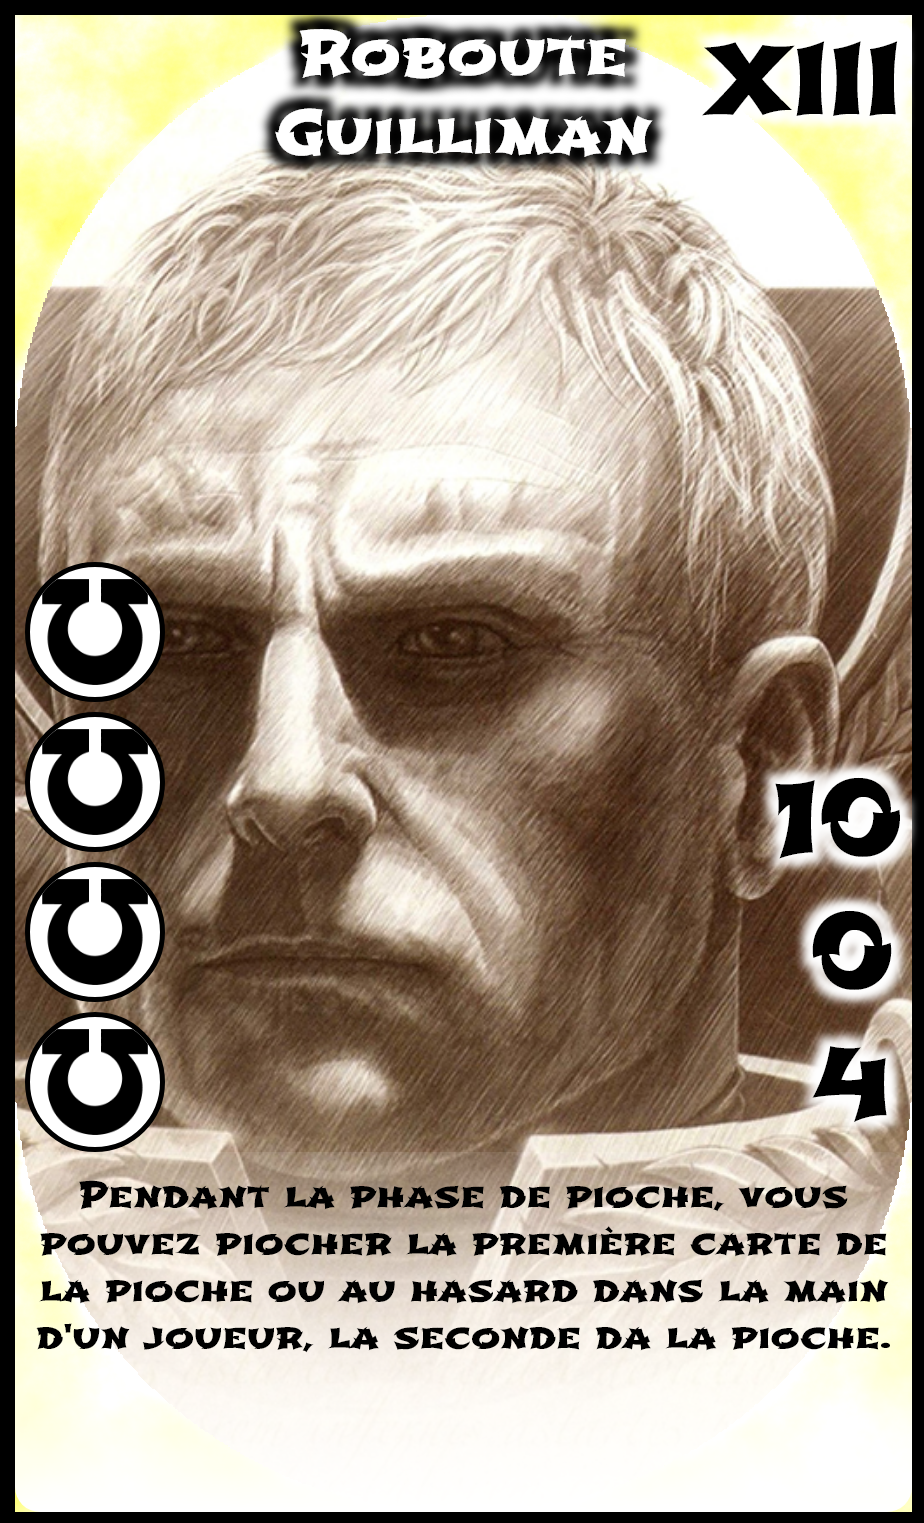 Roboute
Guilliman
XIII
10
0
4
Pendant la phase de pioche, vous
pouvez piocher la première carte de
la pioche ou au hasard dans la main
d'un joueur, la seconde da la pioche.